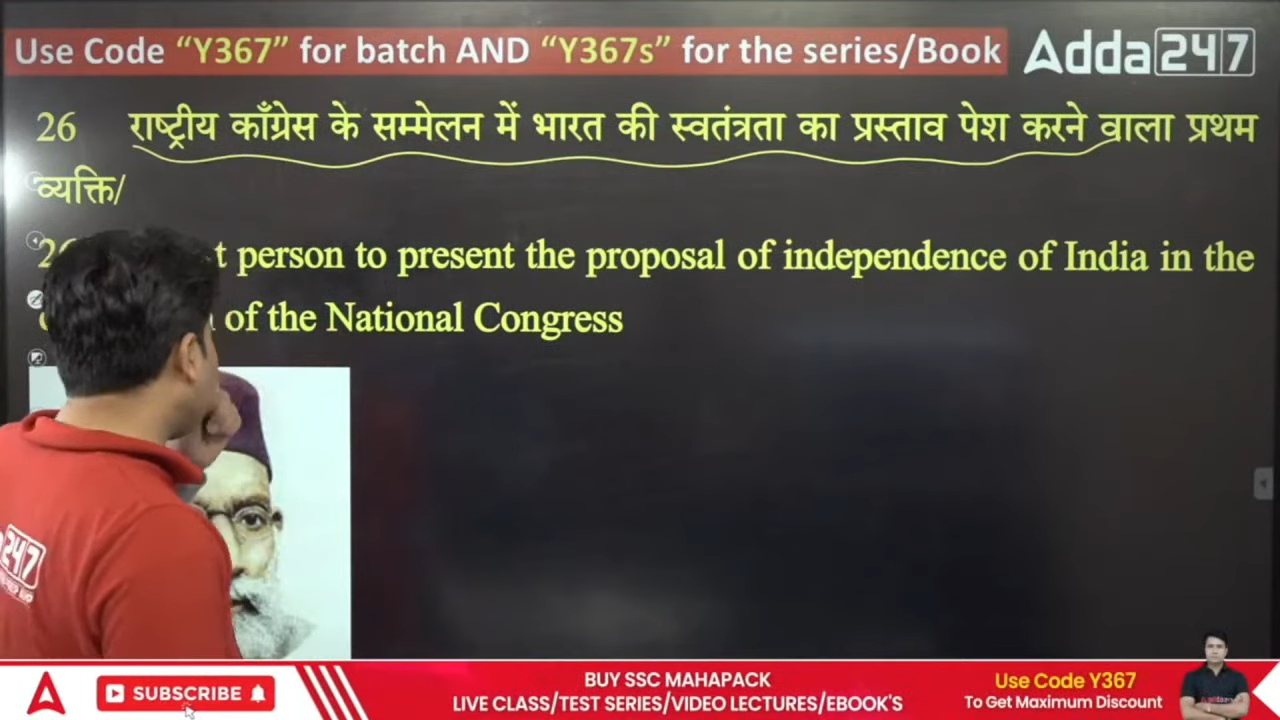 Use Code “Y367” for batch AND “Y367s” for the series/Book
Adda247
26 राष्ट्रीय काँग्रेस के सम्मेलन में भारत की स्वतंत्रता का प्रस्ताव पेश करने वाला प्रथम
व्यक्ति/
person to present the proposal of independence of India in the
of the National Congress
247
SUBSCRIBE
BUY SSC MAHAPACK
LIVE CLASS/TEST SERIES/VIDEO LECTURES/EBOOK'S
Use Code Y367
To Get Maximum Discount